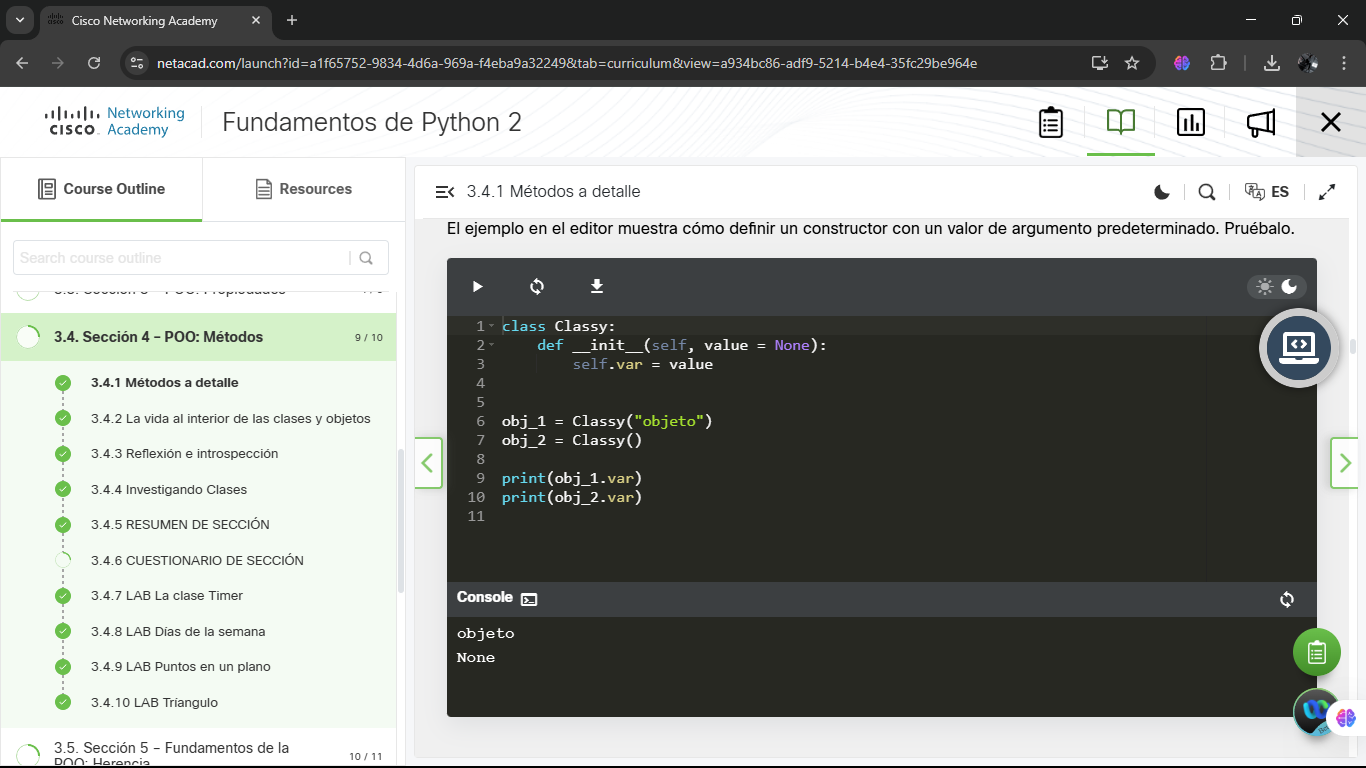 Cisco Networking Academy
netacad.com/launch?id=a1f65752-9834-4d6a-969a-f4eba9a32249&tab=curriculum&view=a934bc86-adf9-5214-b4e4-35fc29be964e
CISCO Networking Academy
Fundamentos de Python 2
Course Outline
Resources
Search course outline
3.4. Sección 4 - POO: Métodos 9 / 10
3.4.1 Métodos a detalle
3.4.2 La vida al interior de las clases y objetos
3.4.3 Reflexión e introspección
3.4.4 Investigando Clases
3.4.5 RESUMEN DE SECCIÓN
3.4.6 CUESTIONARIO DE SECCIÓN
3.4.7 LAB La clase Timer
3.4.8 LAB Días de la semana
3.4.9 LAB Puntos en un plano
3.4.10 LAB Tríangulo
3.5. Sección 5 - Fundamentos de la 10 / 11
POO: Herencia
3.4.1 Métodos a detalle
ES
El ejemplo en el editor muestra cómo definir un constructor con un valor de argumento predeterminado. Pruébalo.
1 class Classy:
2 def __init__(self, value = None):
3 self.var = value
4
5
6 obj_1 = Classy("objeto")
7 obj_2 = Classy()
8
9 print(obj_1.var)
10 print(obj_2.var)
11
Console
objeto
None